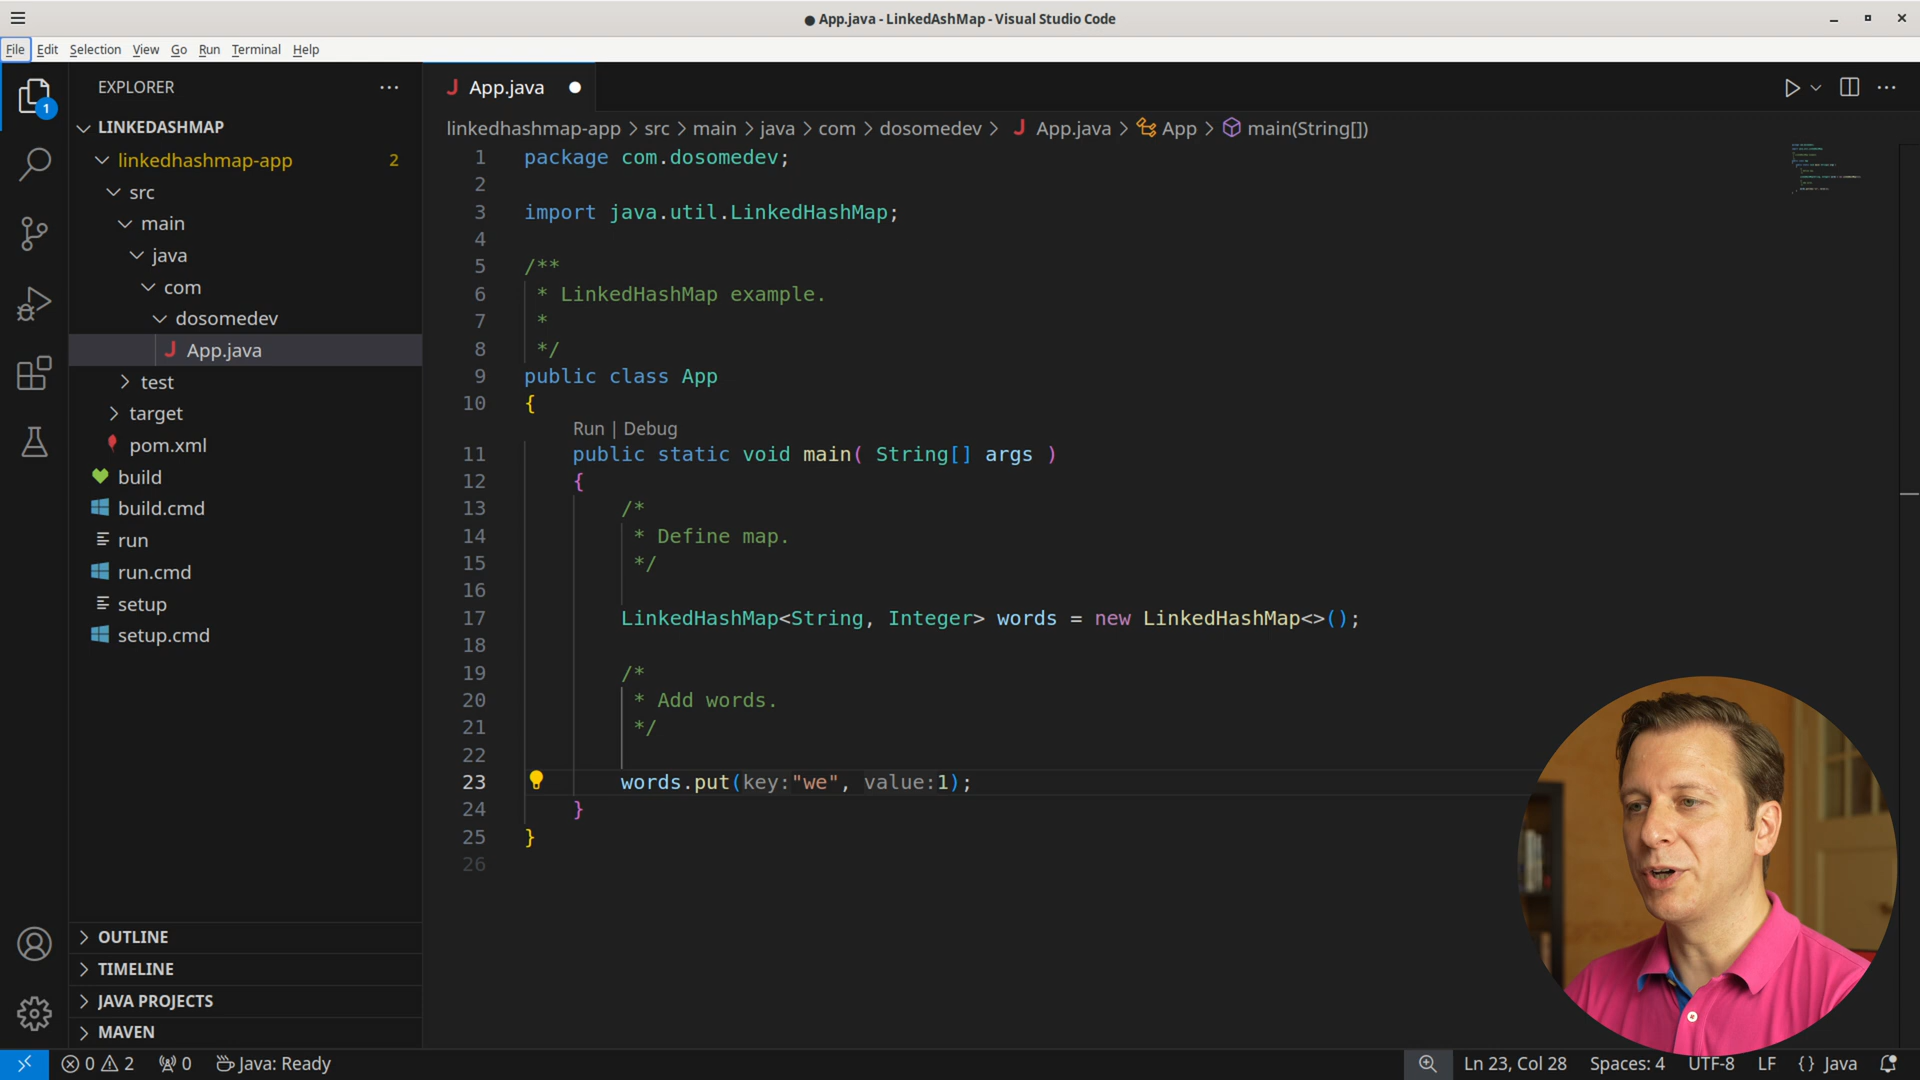 ● App.java - LinkedAshMap - Visual Studio Code
File Edit Selection View Go Run Terminal Help
EXPLORER
1
LINKEDASHMAP
linkedhashmap-app 2
src
main
java
com
dosomedev
App.java
test
target
pom.xml
build
build.cmd
run
run.cmd
setup
setup.cmd
OUTLINE
TIMELINE
JAVA PROJECTS
MAVEN
App.java
linkedhashmap-app > src > main > java > com > dosomedev > App.java > App > main(String[])
1 package com.dosomedev;
2
3 import java.util.LinkedHashMap;
4
5 /**
6 * LinkedHashMap example.
7 *
8 */
9 public class App
10 {
Run | Debug
11 public static void main( String[] args )
12 {
13 /*
14 * Define map.
15 */
16
17 LinkedHashMap<String, Integer> words = new LinkedHashMap<>();
18
19 /*
20 * Add words.
21 */
22
23 words.put(key:"we", value:1);
24 }
25 }
26
0 2 0 Java: Ready Ln 23, Col 28 Spaces: 4 UTF-8 LF {} Java